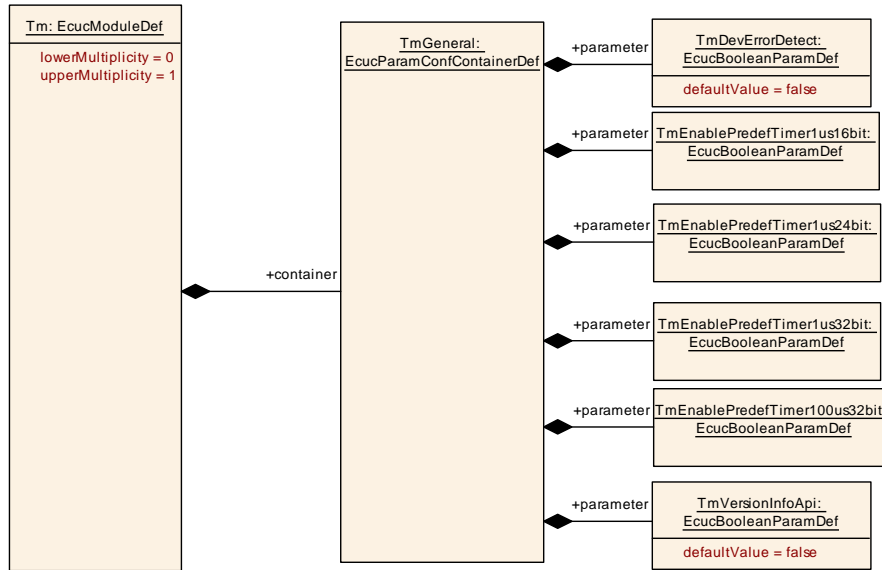 Tm: EcucModuleDef
lowerMultiplicity = 0
upperMultiplicity = 1
+container
TmGeneral:
EcucParamConfContainerDef
+parameter
TmDevErrorDetect:
EcucBooleanParamDef
defaultValue = false
+parameter
TmEnablePredefTimer1us16bit:
EcucBooleanParamDef
+parameter
TmEnablePredefTimer1us24bit:
EcucBooleanParamDef
+parameter
TmEnablePredefTimer1us32bit:
EcucBooleanParamDef
+parameter
TmEnablePredefTimer100us32bit
EcucBooleanParamDef
+parameter
TmVersionInfoApi:
EcucBooleanParamDef
defaultValue = false